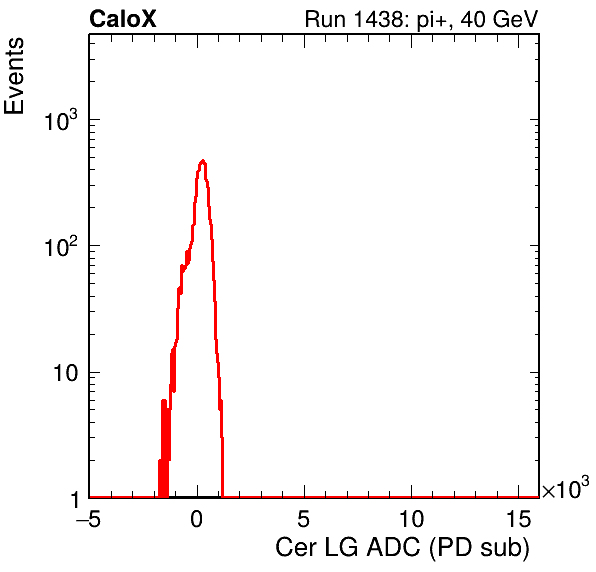 CaloX Run 1438: pi+, 40 GeV
Events
10³
10²
10
1
−5 0 5 10 15 ×10³
Cer LG ADC (PD sub)